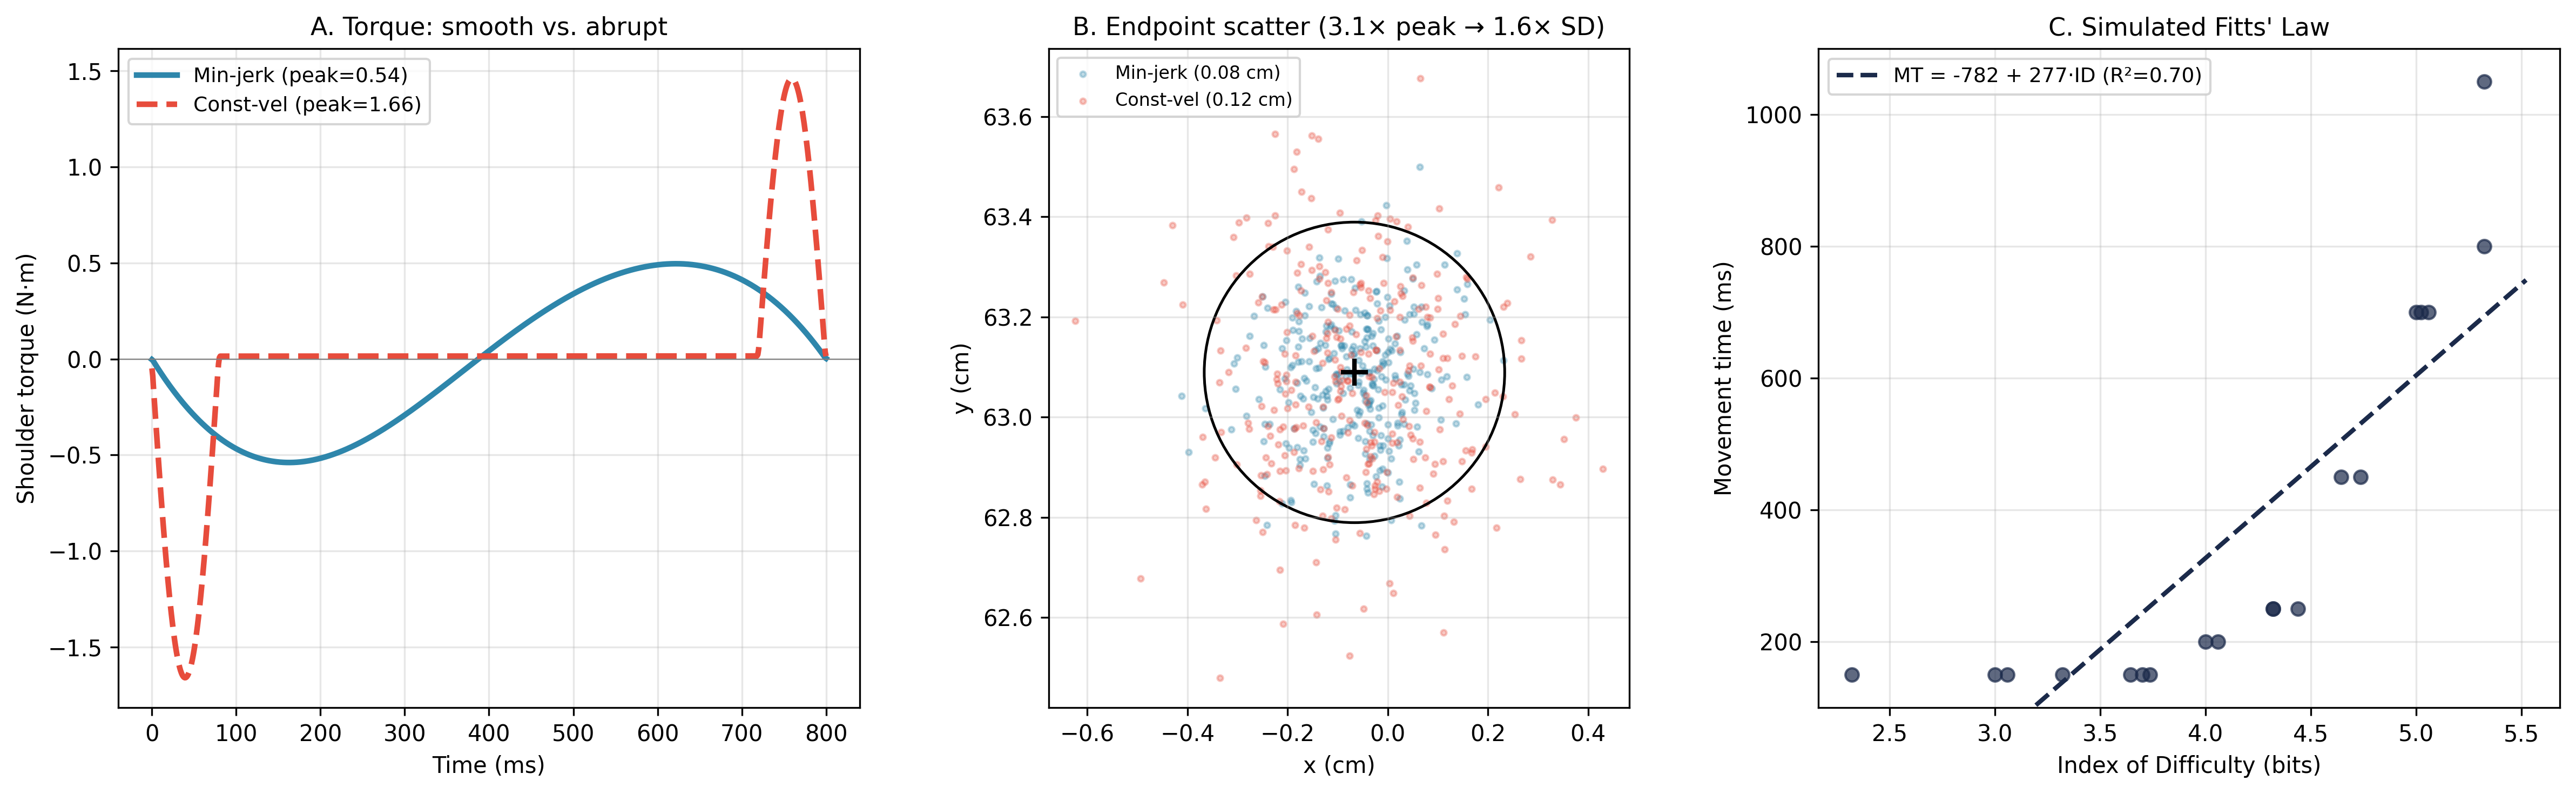 A. Torque: smooth vs. abrupt
Min-jerk (peak=0.54)
Const-vel (peak=1.66)
Shoulder torque (N·m)
1.5
1.0
0.5
0.0
−0.5
−1.0
−1.5
0 100 200 300 400 500 600 700 800
Time (ms)
B. Endpoint scatter (3.1× peak → 1.6× SD)
Min-jerk (0.08 cm)
Const-vel (0.12 cm)
y (cm)
63.6
63.4
63.2
63.0
62.8
62.6
−0.6 −0.4 −0.2 0.0 0.2 0.4
x (cm)
C. Simulated Fitts' Law
MT = -782 + 277·ID (R²=0.70)
Movement time (ms)
1000
800
600
400
200
2.5 3.0 3.5 4.0 4.5 5.0 5.5
Index of Difficulty (bits)